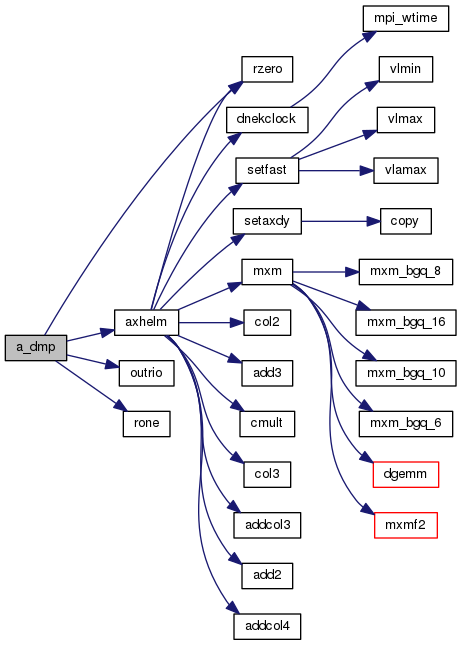 mpi_wtime
rzero
vlmin
dnekclock
vlmax
setfast
vlamax
setaxdy
copy
mxm
mxm_bgq_8
axhelm
col2
mxm_bgq_16
a_dmp
outrio
add3
mxm_bgq_10
rone
cmult
mxm_bgq_6
col3
dgemm
addcol3
mxmf2
add2
addcol4